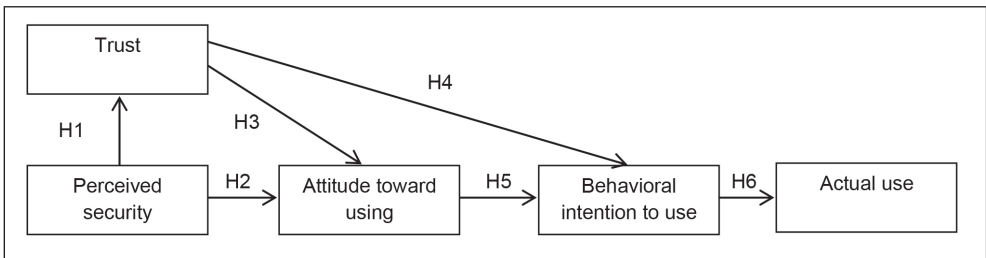 Trust
H4
H3
H1
H2
H5
H6
Perceived
security
Attitude toward
using
Behavioral
intention to use
Actual use